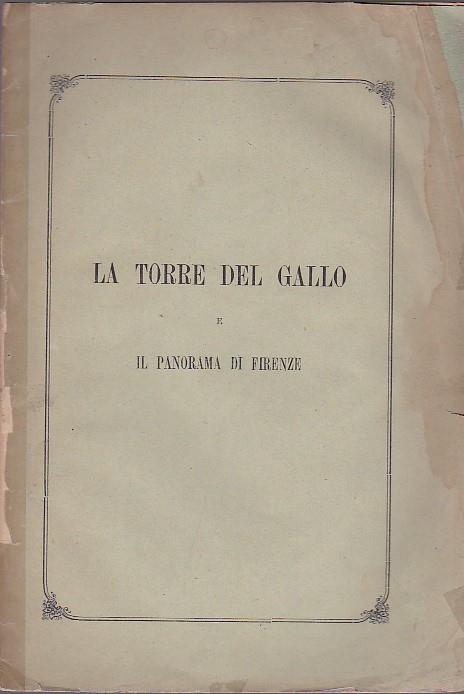 LA TORRE DEL GALLO
E
IL PANORAMA DI FIRENZE